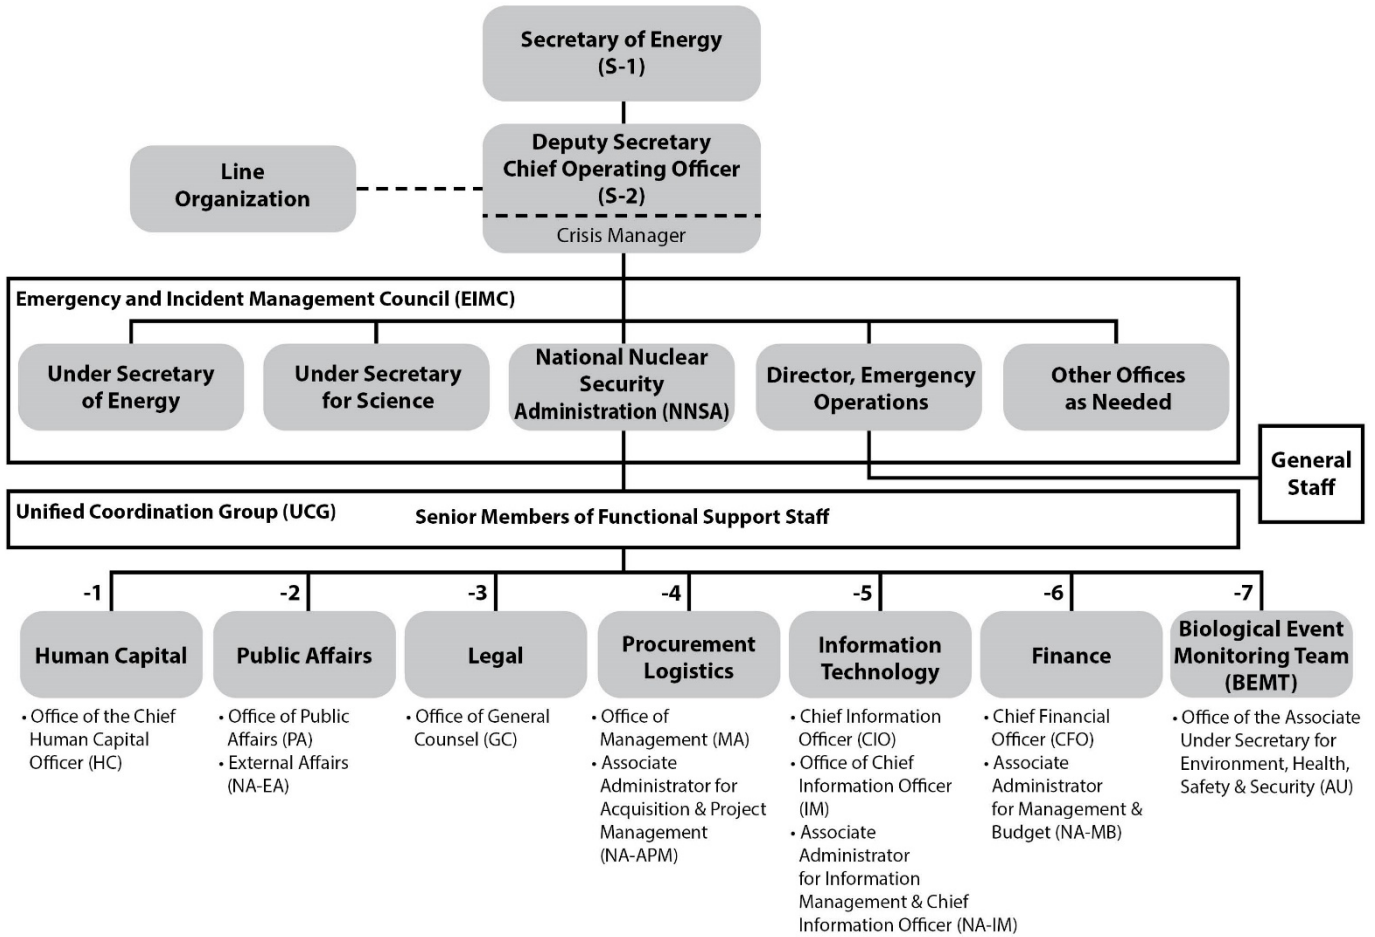 Secretary of Energy
(S-1)
Deputy Secretary
Chief Operating Officer
(S-2)
Crisis Manager
Line
Organization
Emergency and Incident Management Council (EIMC)
Under Secretary
of Energy
Under Secretary
for Science
National Nuclear
Security
Administration (NNSA)
Director, Emergency
Operations
Other Offices
as Needed
General
Staff
Unified Coordination Group (UCG)
Senior Members of Functional Support Staff
-1
Human Capital
• Office of the Chief
Human Capital
Officer (HC)
-2
Public Affairs
• Office of Public
Affairs (PA)
• External Affairs
(NA-EA)
-3
Legal
• Office of General
Counsel (GC)
-4
Procurement
Logistics
• Office of
Management (MA)
• Associate
Administrator for
Acquisition & Project
Management
(NA-APM)
-5
Information
Technology
• Chief Information
Officer (CIO)
• Office of Chief
Information Officer
(IM)
• Associate
Administrator
for Information
Management & Chief
Information Officer (NA-IM)
-6
Finance
• Chief Financial
Officer (CFO)
• Associate
Administrator
for Management &
Budget (NA-MB)
-7
Biological Event
Monitoring Team
(BEMT)
• Office of the Associate
Under Secretary for
Environment, Health,
Safety & Security (AU)